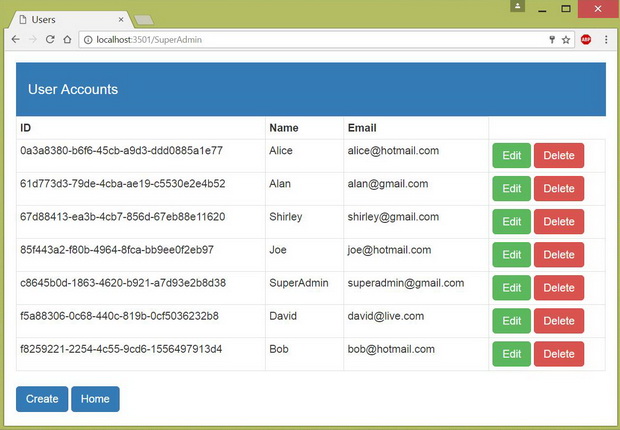 Users
localhost:3501/SuperAdmin
ABP
User Accounts
ID Name Email
0a3a8380-b6f6-45cb-a9d3-ddd0885a1e77 Alice alice@hotmail.com Edit Delete
61d773d3-79de-4cba-ae19-c5530e2e4b52 Alan alan@gmail.com Edit Delete
67d88413-ea3b-4cb7-856d-67eb88e11620 Shirley shirley@gmail.com Edit Delete
85f443a2-f80b-4964-8fca-bb9ee0f2eb97 Joe joe@hotmail.com Edit Delete
c8645b0d-1863-4620-b921-a7d93e2b8d38 SuperAdmin superadmin@gmail.com Edit Delete
f5a88306-0c68-440c-819b-0cf5036232b8 David david@live.com Edit Delete
f8259221-2254-4c55-9cd6-1556497913d4 Bob bob@hotmail.com Edit Delete
Create Home